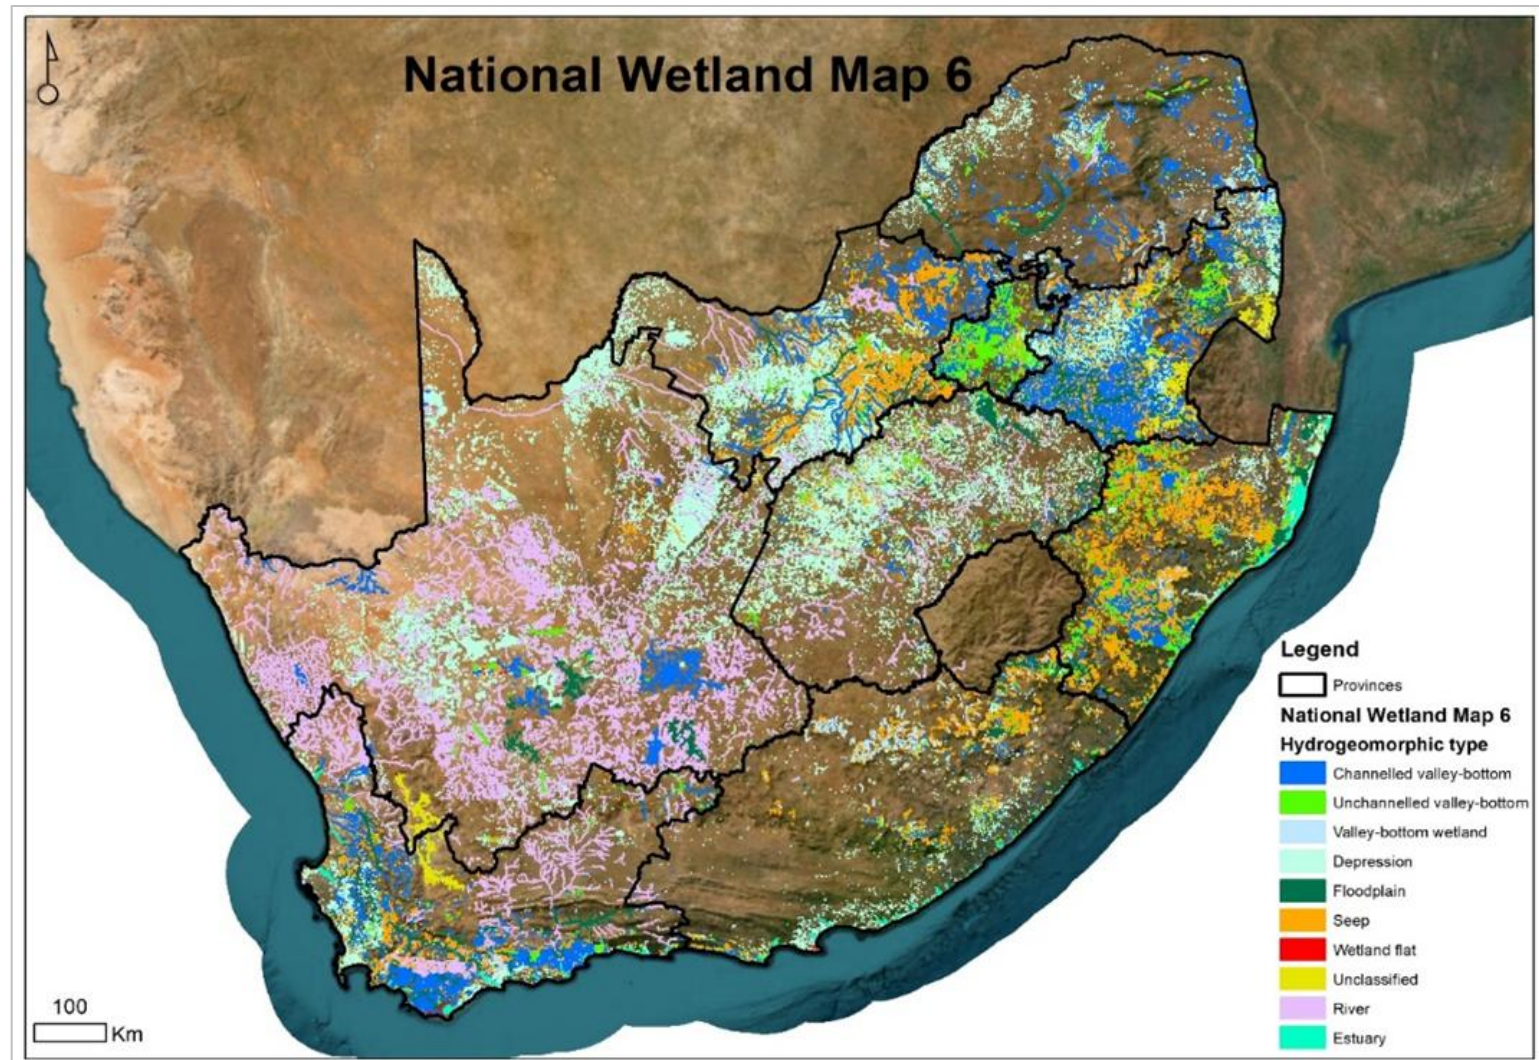 National Wetland Map 6
Legend
Provinces
National Wetland Map 6
Hydrogeomorphic type
Channelled valley-bottom
Unchannelled valley-bottom
Valley-bottom wetland
Depression
Floodplain
Seep
Wetland flat
Unclassified
River
Estuary
100
Km